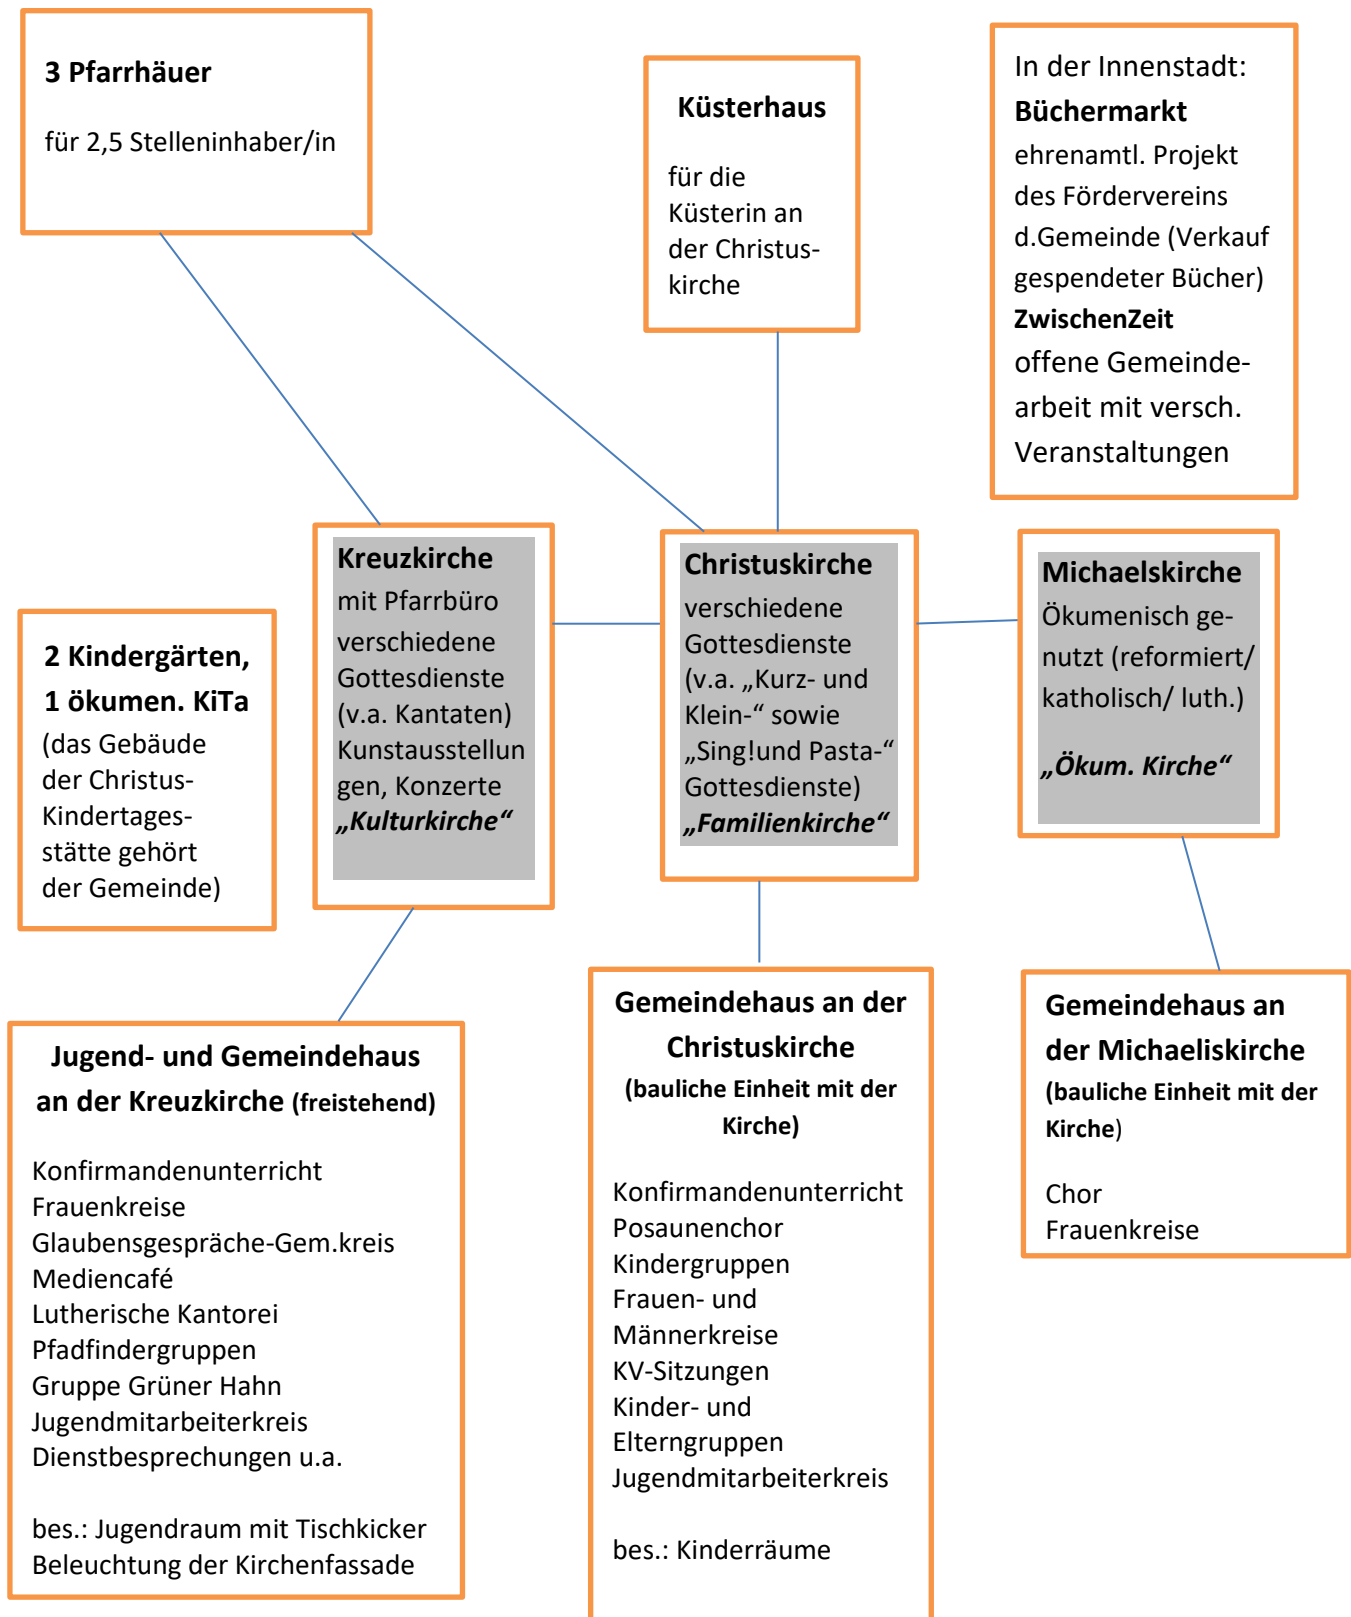 3 Pfarrhäuer
für 2,5 Stelleninhaber/in
Küsterhaus
für die
Küsterin an
der Christus-
kirche
In der Innenstadt:
Büchermarkt
ehrenamtl. Projekt
des Fördervereins
d.Gemeinde (Verkauf
gespendeter Bücher)
ZwischenZeit
offene Gemeinde-
arbeit mit versch.
Veranstaltungen
2 Kindergärten,
1 ökumen. KiTa
(das Gebäude
der Christus-
Kindertages-
stätte gehört
der Gemeinde)
Kreuzkirche
mit Pfarrbüro
verschiedene
Gottesdienste
(v.a. Kantaten)
Kunstausstellun
gen, Konzerte
„Kulturkirche“
Christuskirche
verschiedene
Gottesdienste
(v.a. „Kurz- und
Klein-“ sowie
„Sing!und Pasta-“
Gottesdienste)
„Familienkirche“
Michaelskirche
Ökumenisch ge-
nutzt (reformiert/
katholisch/ luth.)
„Ökum. Kirche“
Jugend- und Gemeindehaus
an der Kreuzkirche (freistehend)
Konfirmandenunterricht
Frauenkreise
Glaubensgespräche-Gem.kreis
Mediencafé
Lutherische Kantorei
Pfadfindergruppen
Gruppe Grüner Hahn
Jugendmitarbeiterkreis
Dienstbesprechungen u.a.
bes.: Jugendraum mit Tischkicker
Beleuchtung der Kirchenfassade
Gemeindehaus an der
Christuskirche
(bauliche Einheit mit der
Kirche)
Konfirmandenunterricht
Posaunenchor
Kindergruppen
Frauen- und
Männerkreise
KV-Sitzungen
Kinder- und
Elterngruppen
Jugendmitarbeiterkreis
bes.: Kinderräume
Gemeindehaus an
der Michaeliskirche
(bauliche Einheit mit der
Kirche)
Chor
Frauenkreise